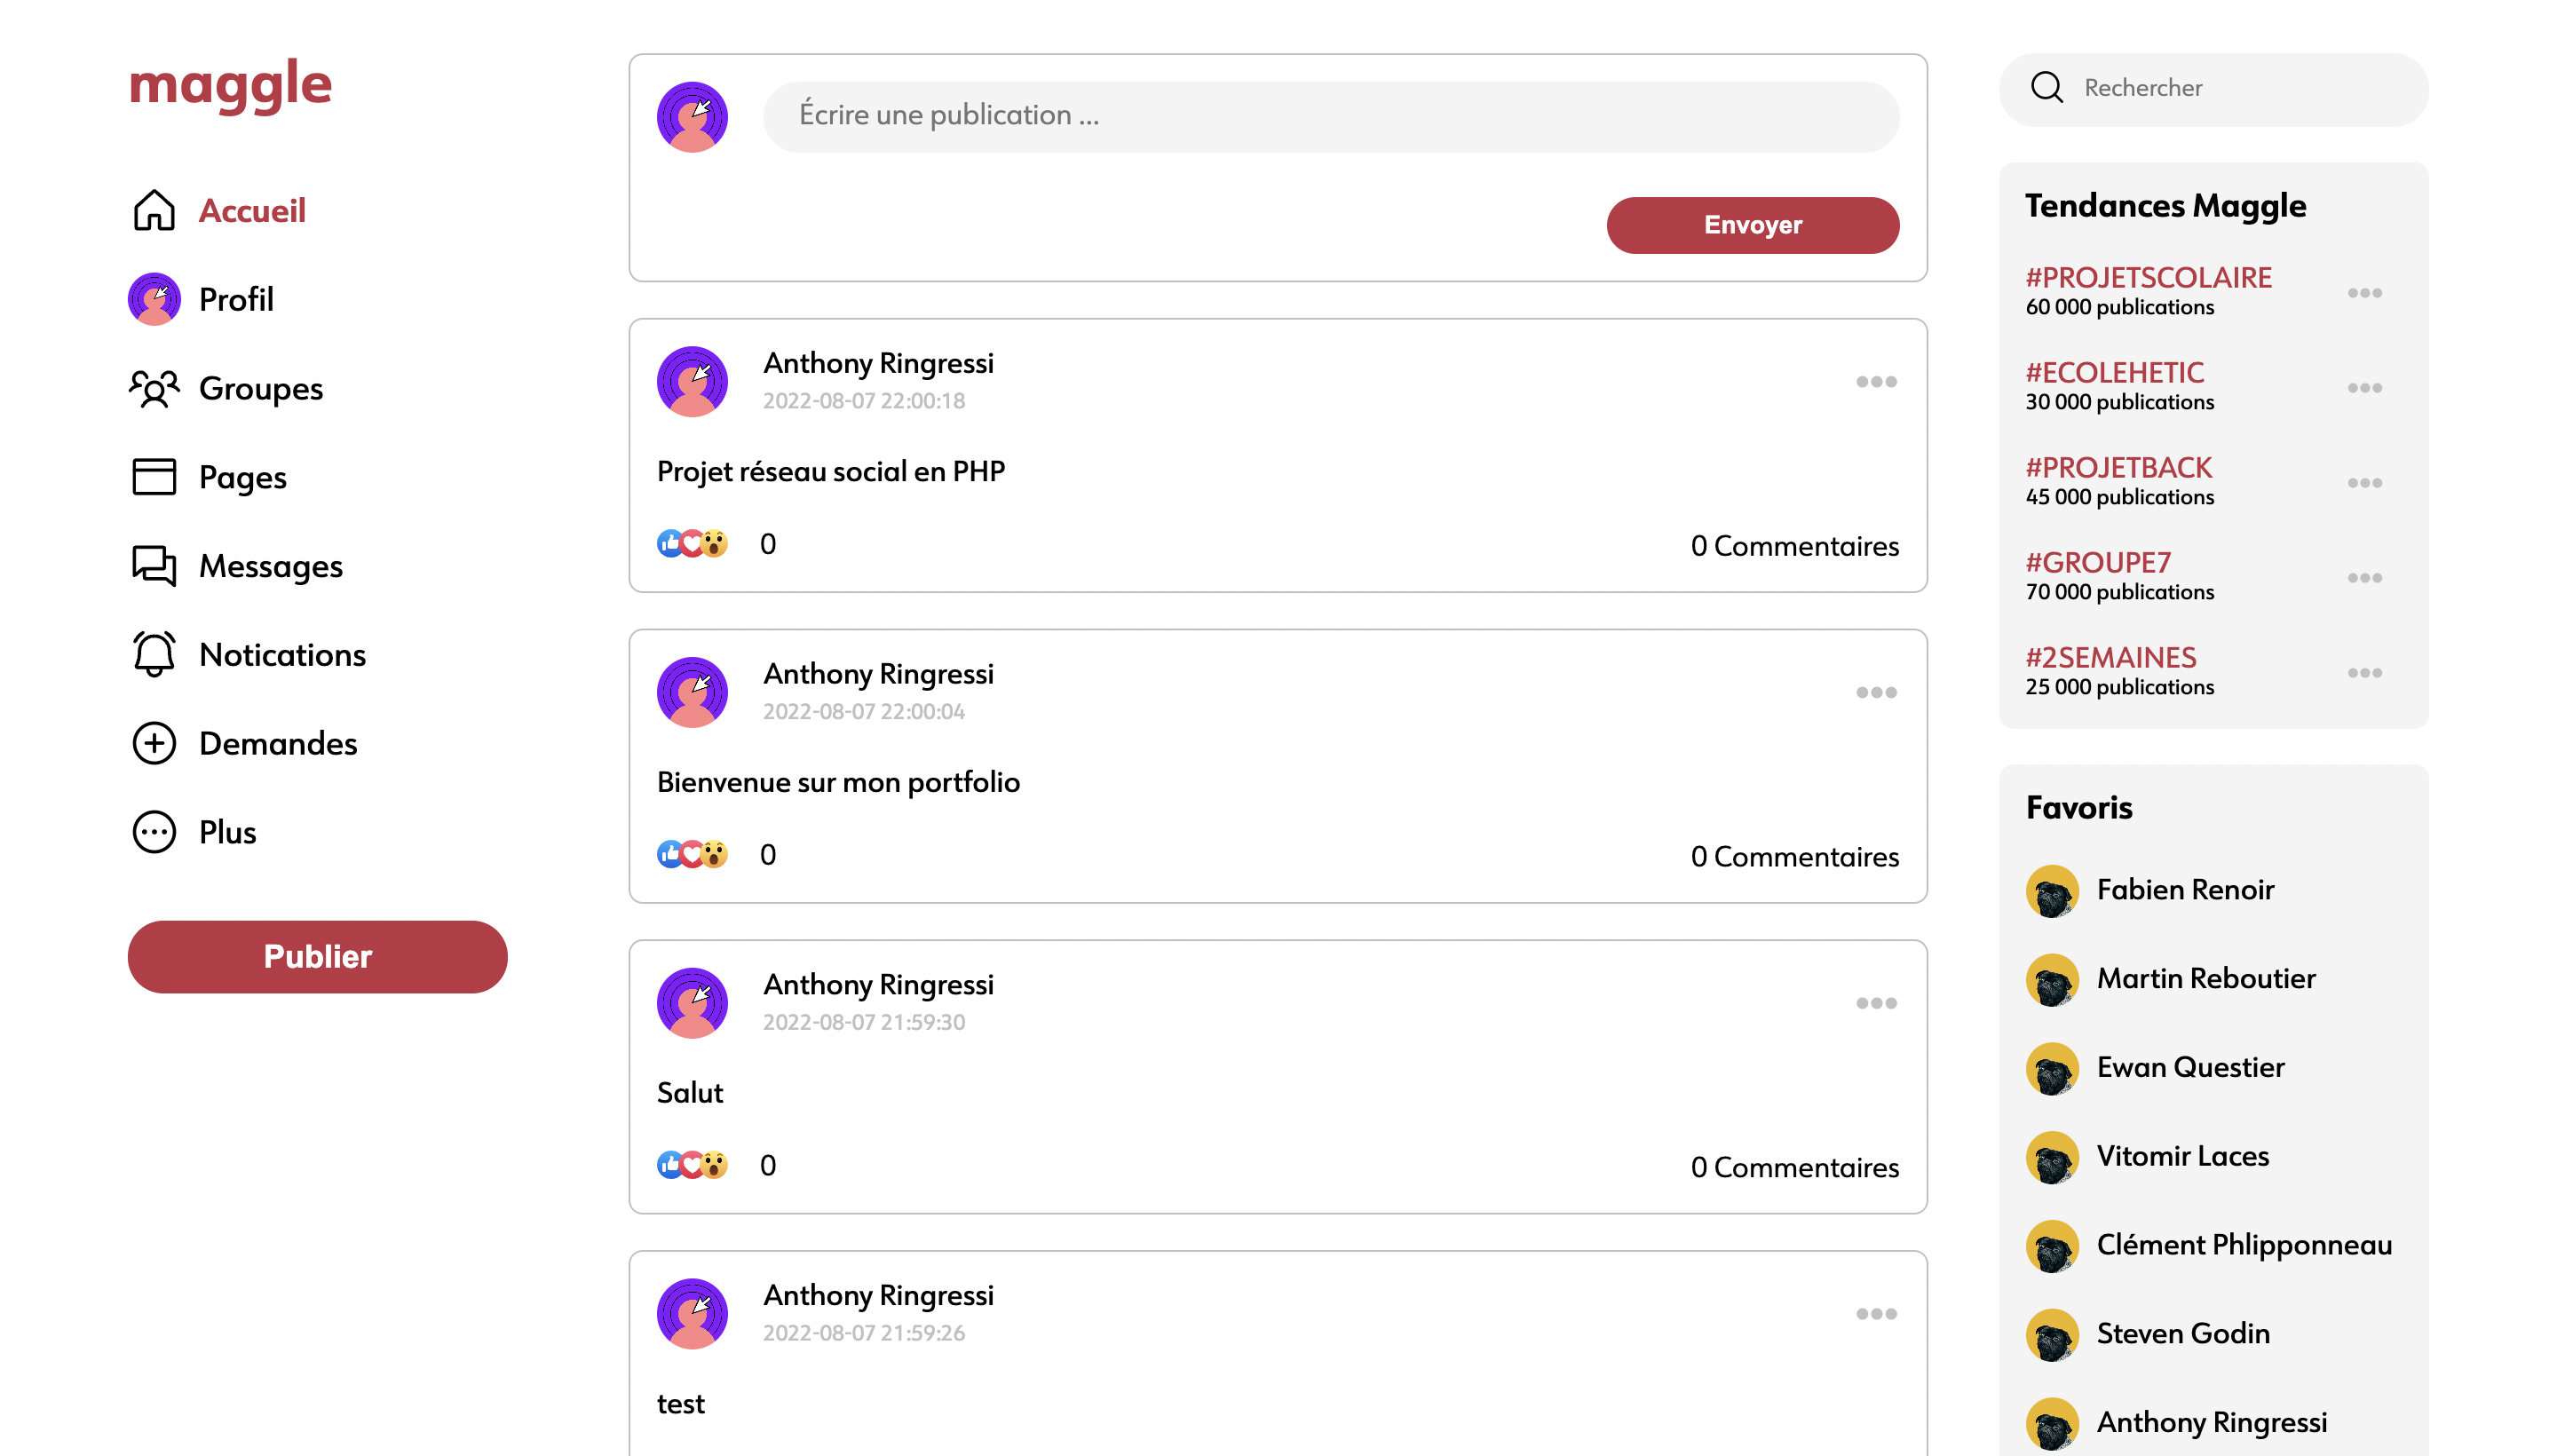 maggle
Accueil
Profil
Groupes
Pages
Messages
Notications
Demandes
Plus
Publier
Écrire une publication ...
Envoyer
Anthony Ringressi
2022-08-07 22:00:18
Projet réseau social en PHP
0
0 Commentaires
Anthony Ringressi
2022-08-07 22:00:04
Bienvenue sur mon portfolio
0
0 Commentaires
Anthony Ringressi
2022-08-07 21:59:30
Salut
0
0 Commentaires
Anthony Ringressi
2022-08-07 21:59:26
test
Rechercher
Tendances Maggle
#PROJETSCOLAIRE
60 000 publications
#ECOLEHETIC
30 000 publications
#PROJETBACK
45 000 publications
#GROUPE7
70 000 publications
#2SEMAINES
25 000 publications
Favoris
Fabien Renoir
Martin Reboutier
Ewan Questier
Vitomir Laces
Clément Phlipponneau
Steven Godin
Anthony Ringressi